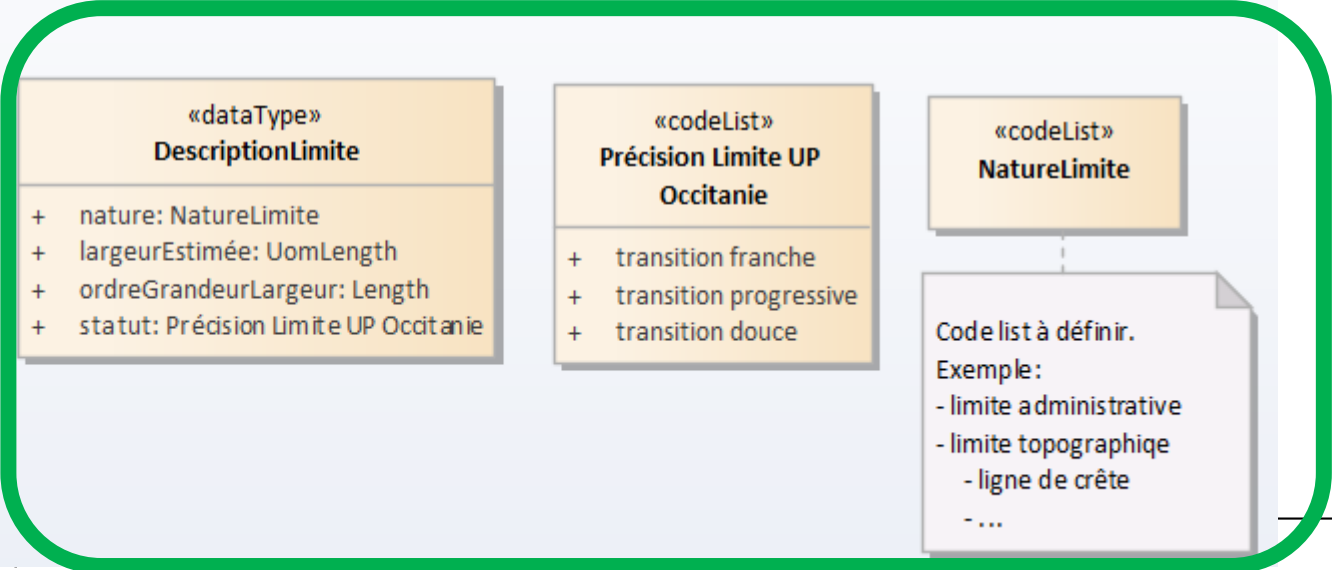 «dataType»
DescriptionLimite
+ nature: NatureLimite
+ largeurEstimée: UomLength
+ ordreGrandeurLargeur: Length
+ statut: Précision Limite UP Occitanie
«codeList»
Précision Limite UP
Occitanie
+ transition franche
+ transition progressive
+ transition douce
«codeList»
NatureLimite
Code list à définir.
Exemple:
- limite administrative
- limite topographiqe
- ligne de crête
- ...